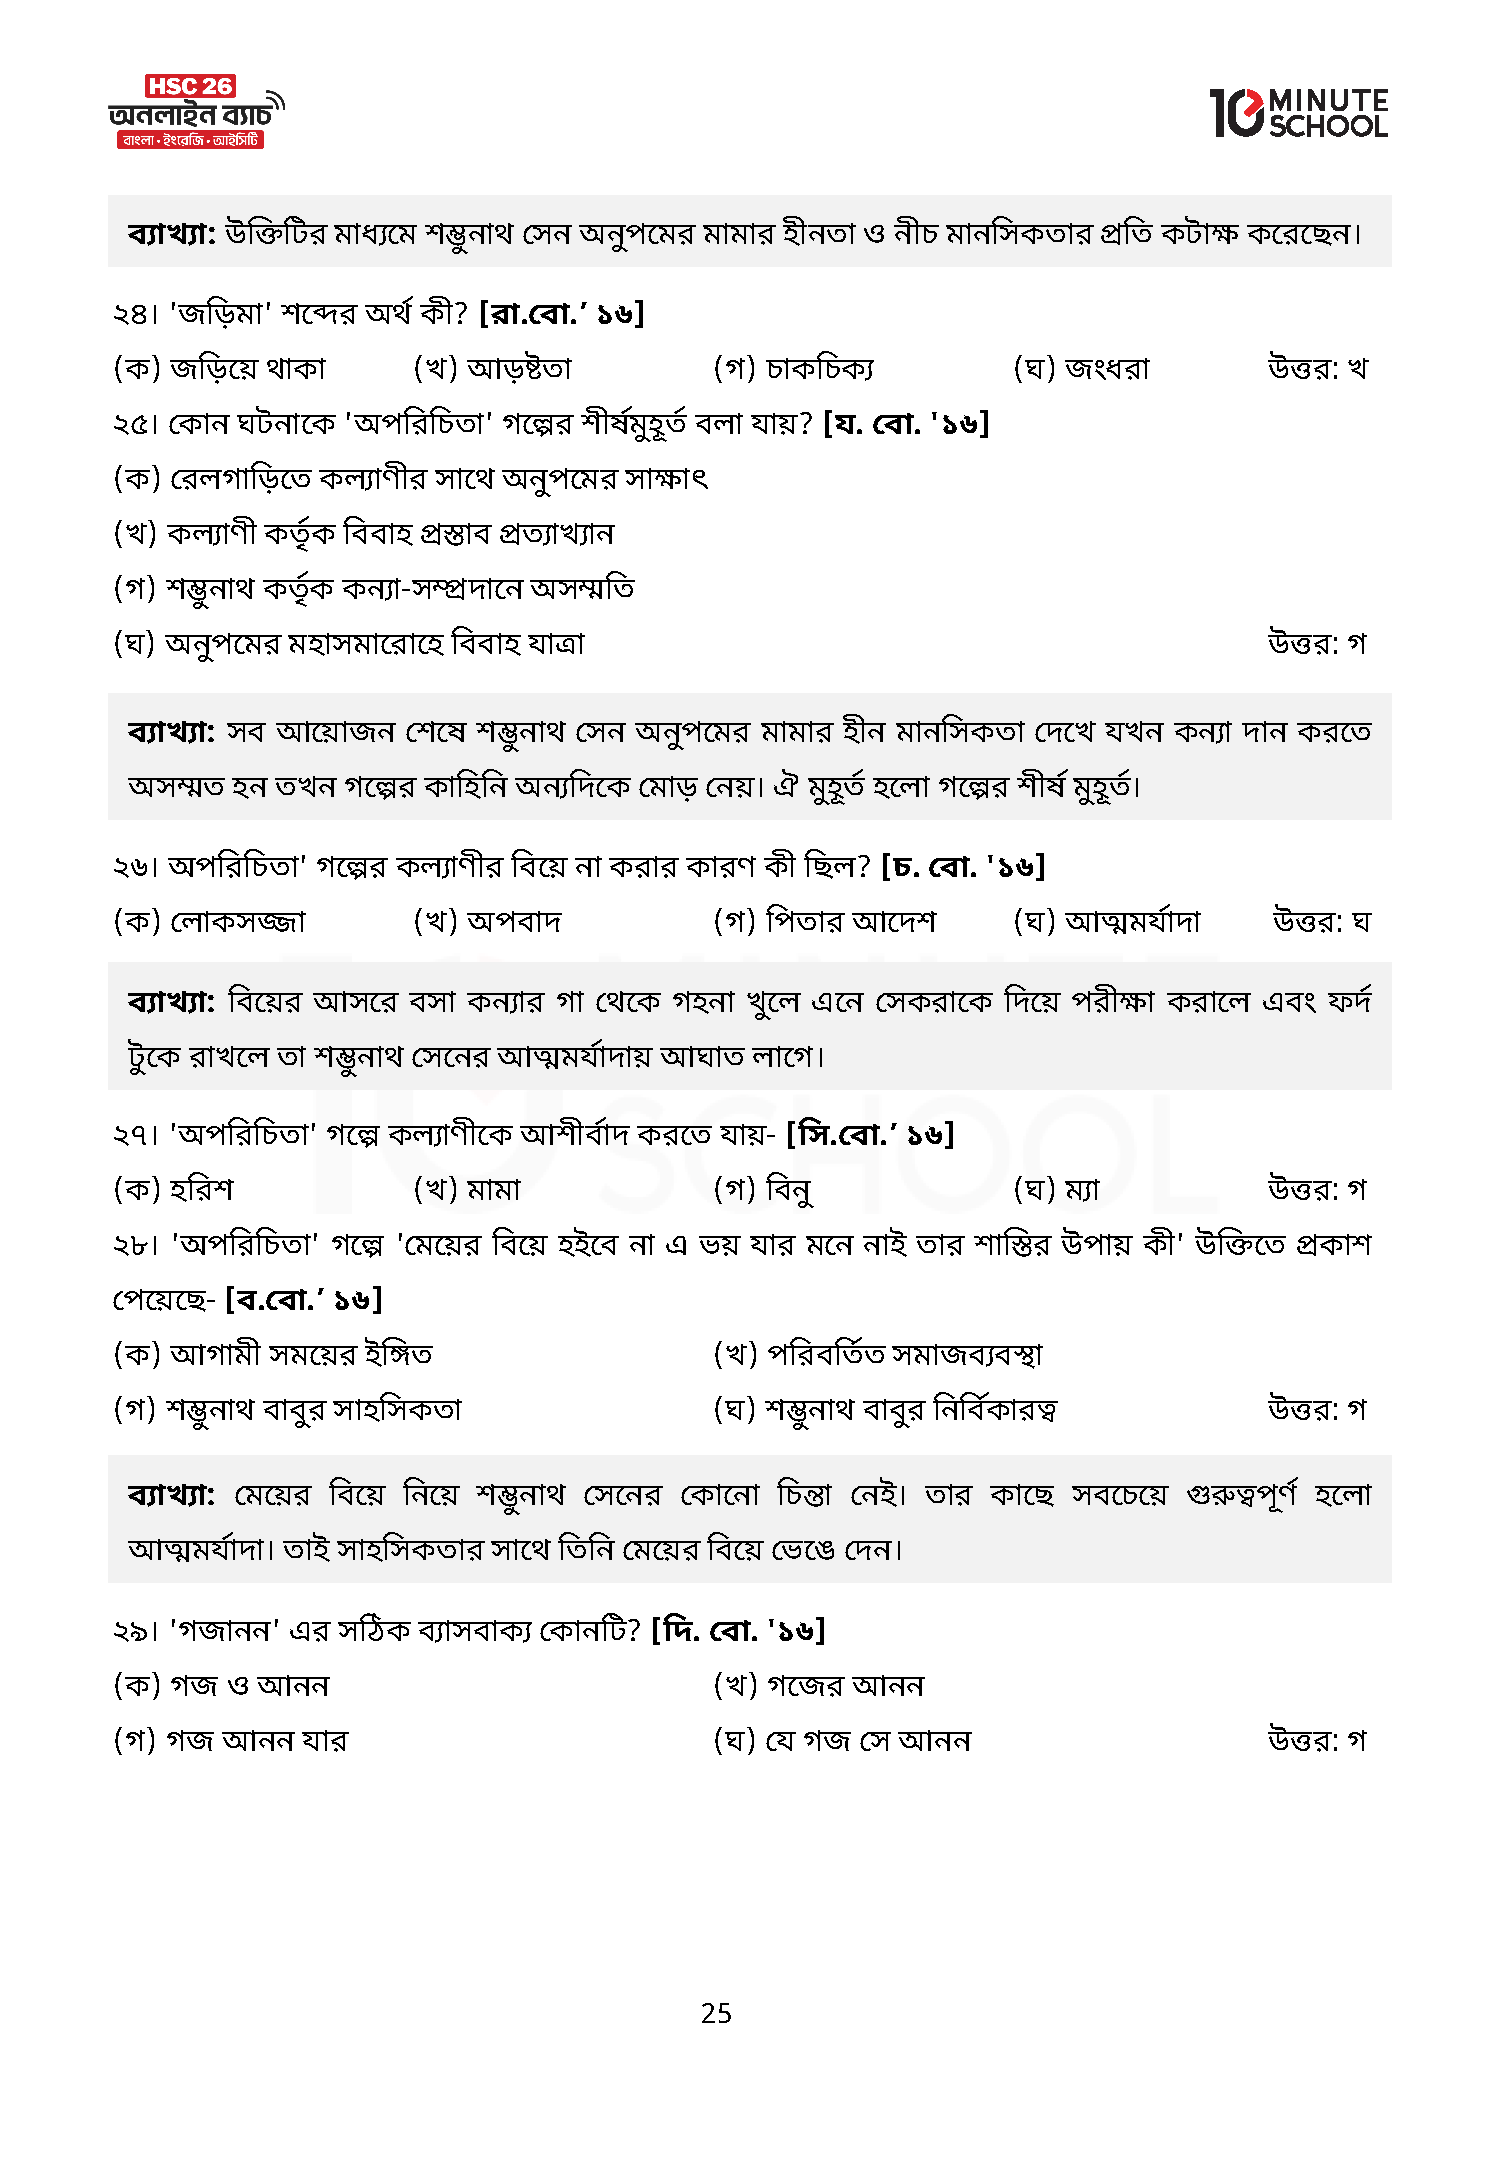 HSC 26
অনলাইন ব্যাচ
বাংলা • ইংরেজি • আইসিটি
10 MINUTE SCHOOL
ব্যাখ্যা: উক্তিটির মাধ্যমে শম্ভুনাথ সেন অনুপমের মামার হীনতা ও নীচ মানসিকতার প্রতি কটাক্ষ করেছেন।
২৪। 'জড়িমা' শব্দের অর্থ কী? [রা.বো.’ ১৬]
(ক) জড়িয়ে থাকা (খ) আড়ষ্টতা (গ) চাকচিক্য (ঘ) জংধরা উত্তর: খ
২৫। কোন ঘটনাকে 'অপরিচিতা' গল্পের শীর্ষমুহূর্ত বলা যায়? [য. বো. '১৬]
(ক) রেলগাড়িতে কল্যাণীর সাথে অনুপমের সাক্ষাৎ
(খ) কল্যাণী কর্তৃক বিবাহ প্রস্তাব প্রত্যাখ্যান
(গ) শম্ভুনাথ কর্তৃক কন্যা-সম্প্রদানে অসম্মতি
(ঘ) অনুপমের মহাসমারোহে বিবাহ যাত্রা উত্তর: গ
ব্যাখ্যা: সব আয়োজন শেষে শম্ভুনাথ সেন অনুপমের মামার হীন মানসিকতা দেখে যখন কন্যা দান করতে
অসম্মত হন তখন গল্পের কাহিনি অন্যদিকে মোড় নেয়। ঐ মুহূর্ত হলো গল্পের শীর্ষ মুহূর্ত।
২৬। অপরিচিতা' গল্পের কল্যাণীর বিয়ে না করার কারণ কী ছিল? [চ. বো. '১৬]
(ক) লোকসজ্জা (খ) অপবাদ (গ) পিতার আদেশ (ঘ) আত্মমর্যাদা উত্তর: ঘ
ব্যাখ্যা: বিয়ের আসরে বসা কন্যার গা থেকে গহনা খুলে এনে সেকরাকে দিয়ে পরীক্ষা করালে এবং ফর্দ
টুকে রাখলে তা শম্ভুনাথ সেনের আত্মমর্যাদায় আঘাত লাগে।
২৭। 'অপরিচিতা' গল্পে কল্যাণীকে আশীর্বাদ করতে যায়- [সি.বো.’ ১৬]
(ক) হরিশ (খ) মামা (গ) বিনু (ঘ) ম্যা উত্তর: গ
২৮। 'অপরিচিতা' গল্পে 'মেয়ের বিয়ে হইবে না এ ভয় যার মনে নাই তার শাস্তির উপায় কী' উক্তিতে প্রকাশ
পেয়েছে- [ব.বো.’ ১৬]
(ক) আগামী সময়ের ইঙ্গিত (খ) পরিবর্তিত সমাজব্যবস্থা
(গ) শম্ভুনাথ বাবুর সাহসিকতা (ঘ) শম্ভুনাথ বাবুর নির্বিকারত্ব উত্তর: গ
ব্যাখ্যা: মেয়ের বিয়ে নিয়ে শম্ভুনাথ সেনের কোনো চিন্তা নেই। তার কাছে সবচেয়ে গুরুত্বপূর্ণ হলো
আত্মমর্যাদা। তাই সাহসিকতার সাথে তিনি মেয়ের বিয়ে ভেঙে দেন।
২৯। 'গজানন' এর সঠিক ব্যাসবাক্য কোনটি? [দি. বো. '১৬]
(ক) গজ ও আনন (খ) গজের আনন
(গ) গজ আনন যার (ঘ) যে গজ সে আনন উত্তর: গ
25